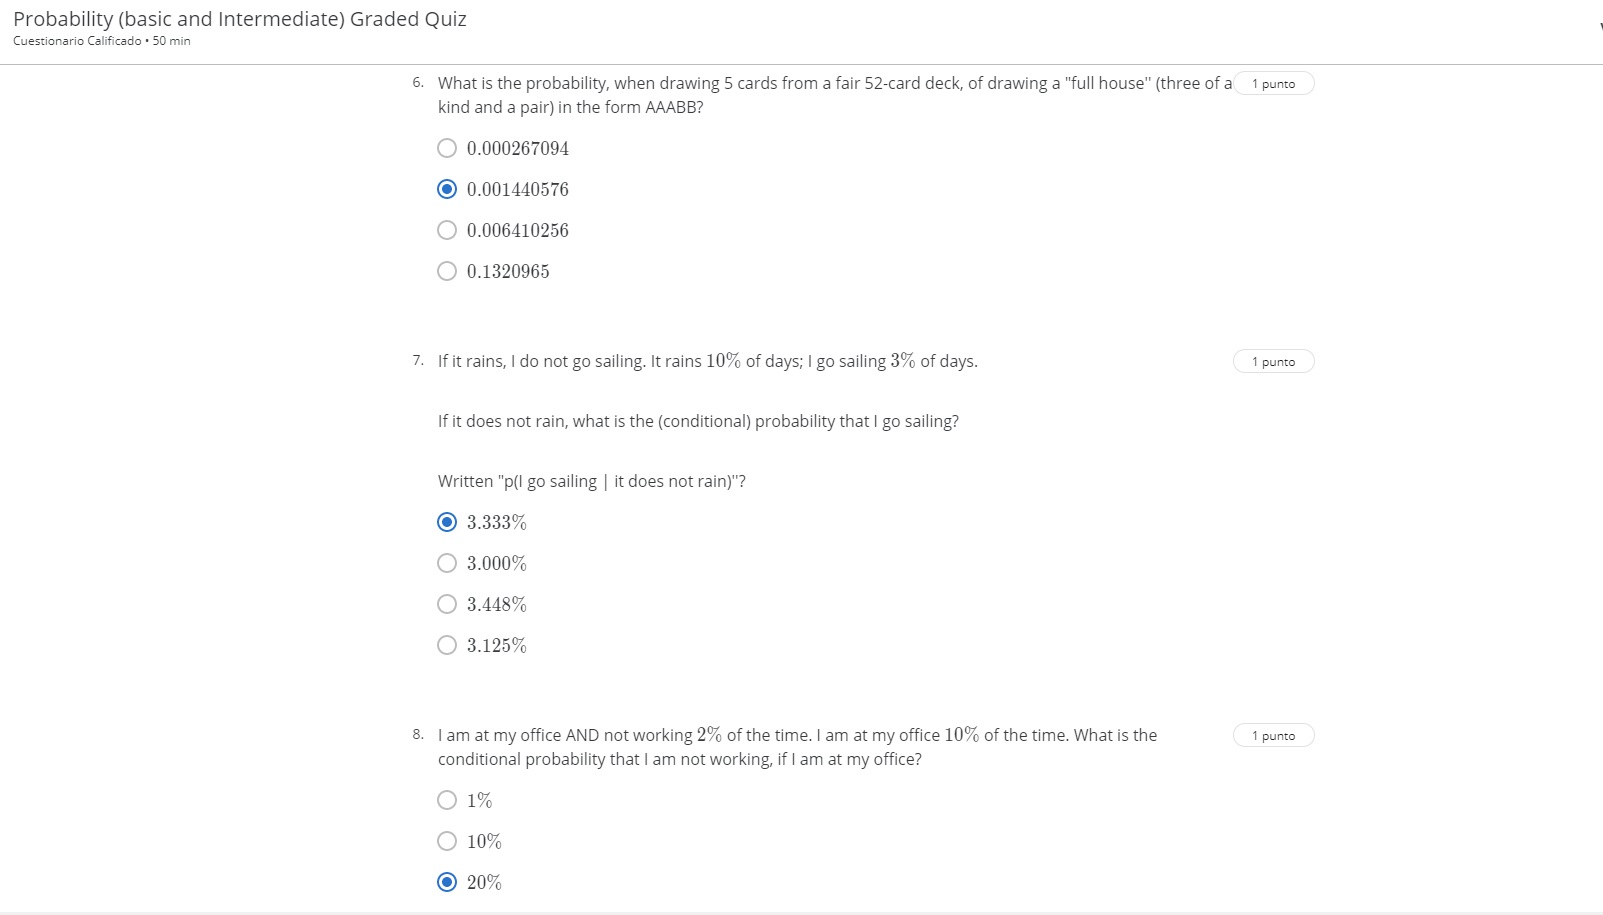 Probability (basic and Intermediate) Graded Quiz
Cuestionario Calificado • 50 min
6. What is the probability, when drawing 5 cards from a fair 52-card deck, of drawing a "full house" (three of a 1 punto
kind and a pair) in the form AAABB?
0.000267094
0.001440576
0.006410256
0.1320965
7. If it rains, I do not go sailing. It rains 10% of days; I go sailing 3% of days. 1 punto
If it does not rain, what is the (conditional) probability that I go sailing?
Written "p(I go sailing | it does not rain)"?
3.333%
3.000%
3.448%
3.125%
8. I am at my office AND not working 2% of the time. I am at my office 10% of the time. What is the 1 punto
conditional probability that I am not working, if I am at my office?
1%
10%
20%